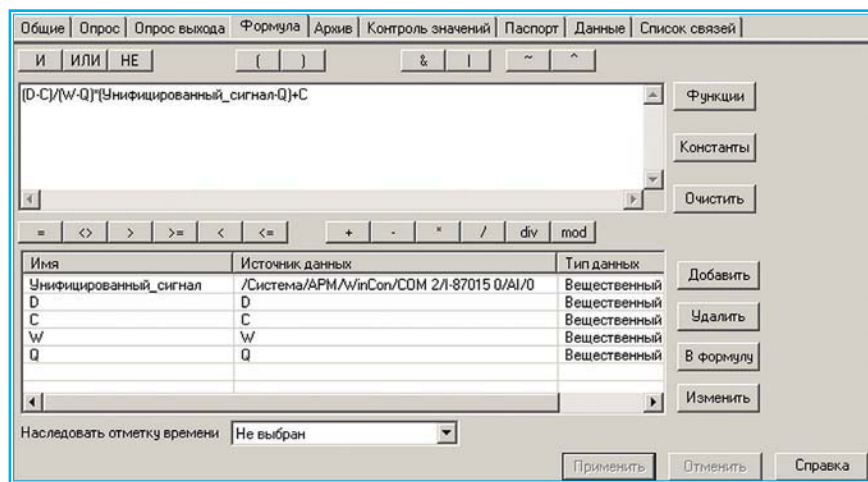 Общие Опрос Опрос выхода Формула Архив Контроль значений Паспорт Данные Список связей
И ИЛИ НЕ ( ) & | ~ ^
(D-C)/(W-Q)*(Унифицированный_сигнал-Q)+C
Функции
Константы
Очистить
= <> > >= < <= + - * / div mod
Имя Источник данных Тип данных
Унифицированный_сигнал /Система/АРМ/WinCon/COM 2/I-87015 0/AI/0 Вещественный
D D Вещественный
C C Вещественный
W W Вещественный
Q Q Вещественный
Добавить
Удалить
В формулу
Изменить
Наследовать отметку времени Не выбран
Применить Отменить Справка